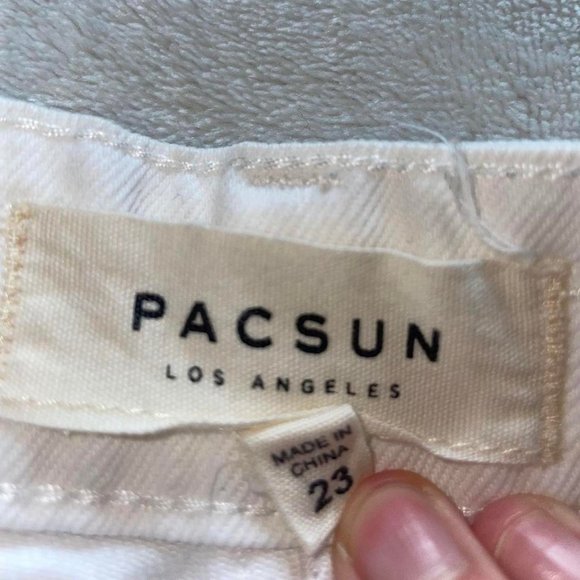 PACSUN
LOS ANGELES
MADE IN
CHINA
23